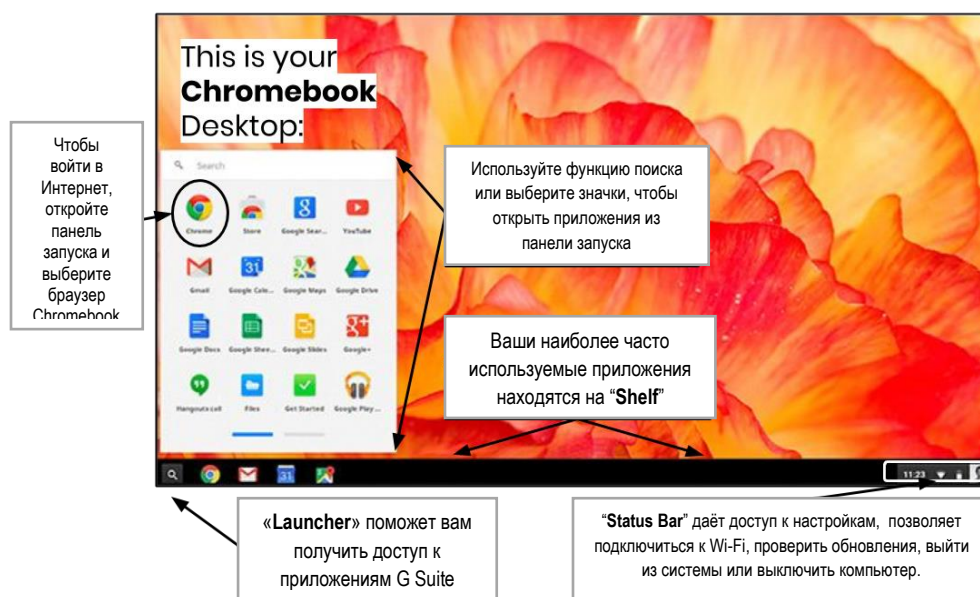 This is your
Chromebook
Desktop:
Чтобы
войти в
Интернет,
откройте
панель
запуска и
выберите
браузер
Chromebook
Search
Chrome
Store
Google Sear...
YouTube
Gmail
Google Cale...
Google Maps
Google Drive
Google Docs
Google Shee...
Google Slides
Google+
Hangouts call
Files
Get Started
Google Play ...
Используйте функцию поиска
или выберите значки, чтобы
открыть приложения из
панели запуска
Ваши наиболее часто
используемые приложения
находятся на “Shelf”
11:23
«Launcher» поможет вам
получить доступ к
приложениям G Suite
“Status Bar” даёт доступ к настройкам, позволяет
подключиться к Wi-Fi, проверить обновления, выйти
из системы или выключить компьютер.